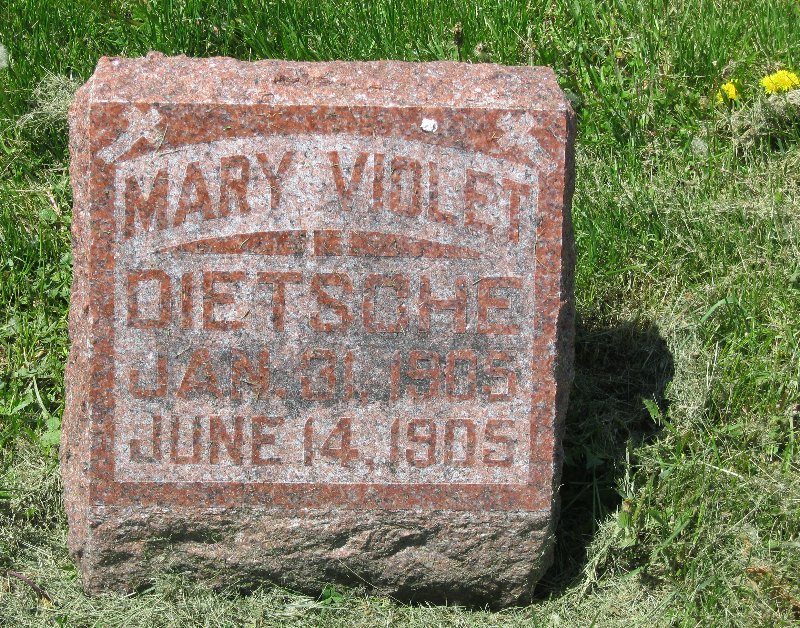 MARY VIOLET
DIETSCHE
JAN. 31, 1905
JUNE 14, 1905